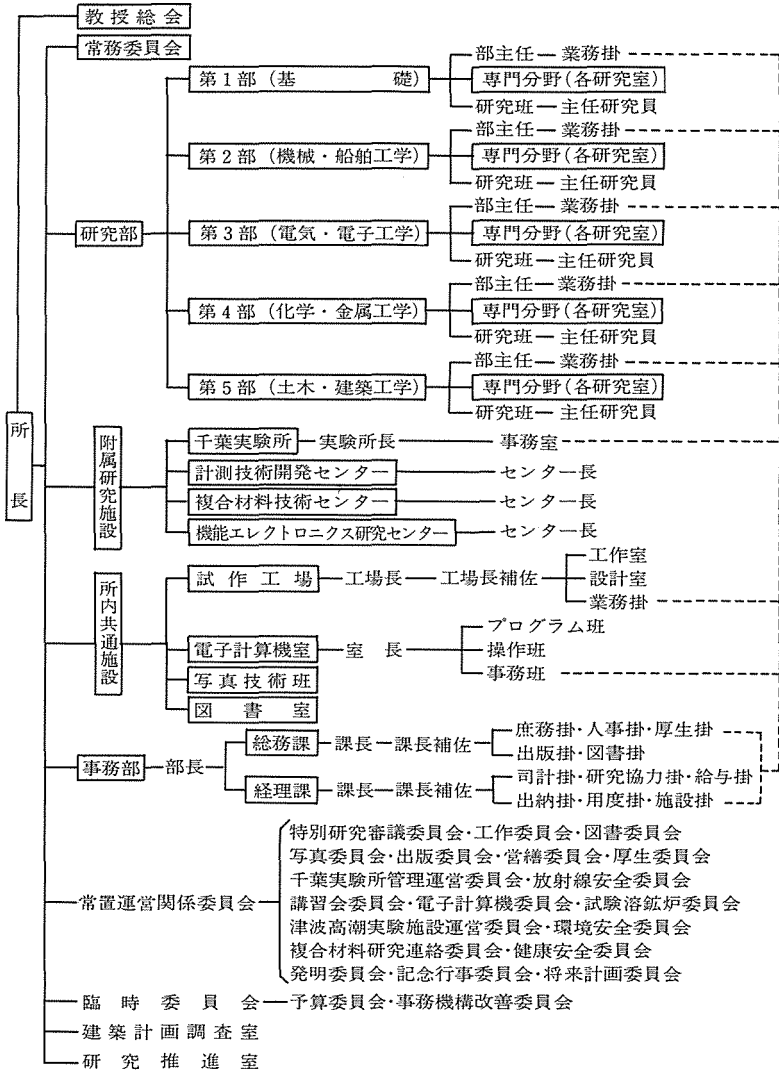 教授総会
常務委員会
部主任 業務掛
第1部(基 礎) 専門分野(各研究室)
研究班 主任研究員
部主任 業務掛
第2部(機械・船舶工学) 専門分野(各研究室)
研究班 主任研究員
部主任 業務掛
研究部 第3部(電気・電子工学) 専門分野(各研究室)
研究班 主任研究員
部主任 業務掛
第4部(化学・金属工学) 専門分野(各研究室)
研究班 主任研究員
部主任 業務掛
第5部(土木・建築工学) 専門分野(各研究室)
研究班 主任研究員
所長
附属研究施設
千葉実験所 実験所長 事務室
計測技術開発センター センター長
複合材料技術センター センター長
機能エレクトロニクス研究センター センター長
所内共通施設
工作室
試作工場 工場長 工場長補佐 設計室
業務掛
プログラム班
電子計算機室 室長 操作班
事務班
写真技術班
図書室
庶務掛・人事掛・厚生掛
総務課 課長 課長補佐
出版掛・図書掛
事務部 部長
司計掛・研究協力掛・給与掛
経理課 課長 課長補佐
出納掛・用度掛・施設掛
特別研究審議委員会・工作委員会・図書委員会
写真委員会・出版委員会・営繕委員会・厚生委員会
千葉実験所管理運営委員会・放射線安全委員会
常置運営関係委員会 講習会委員会・電子計算機委員会・試験溶鉱炉委員会
津波高潮実験施設運営委員会・環境安全委員会
複合材料研究連絡委員会・健康安全委員会
発明委員会・記念行事委員会・将来計画委員会
臨時委員会 予算委員会・事務機構改善委員会
建築計画調査室
研究推進室